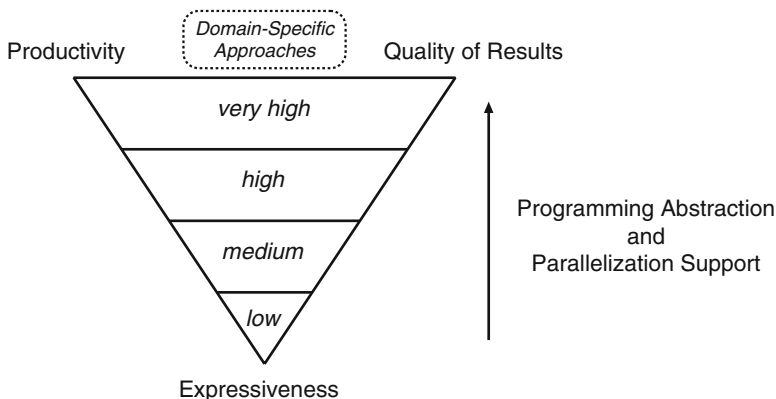 Domain-Specific
Approaches
Productivity
Quality of Results
very high
high
medium
low
Programming Abstraction
and
Parallelization Support
Expressiveness